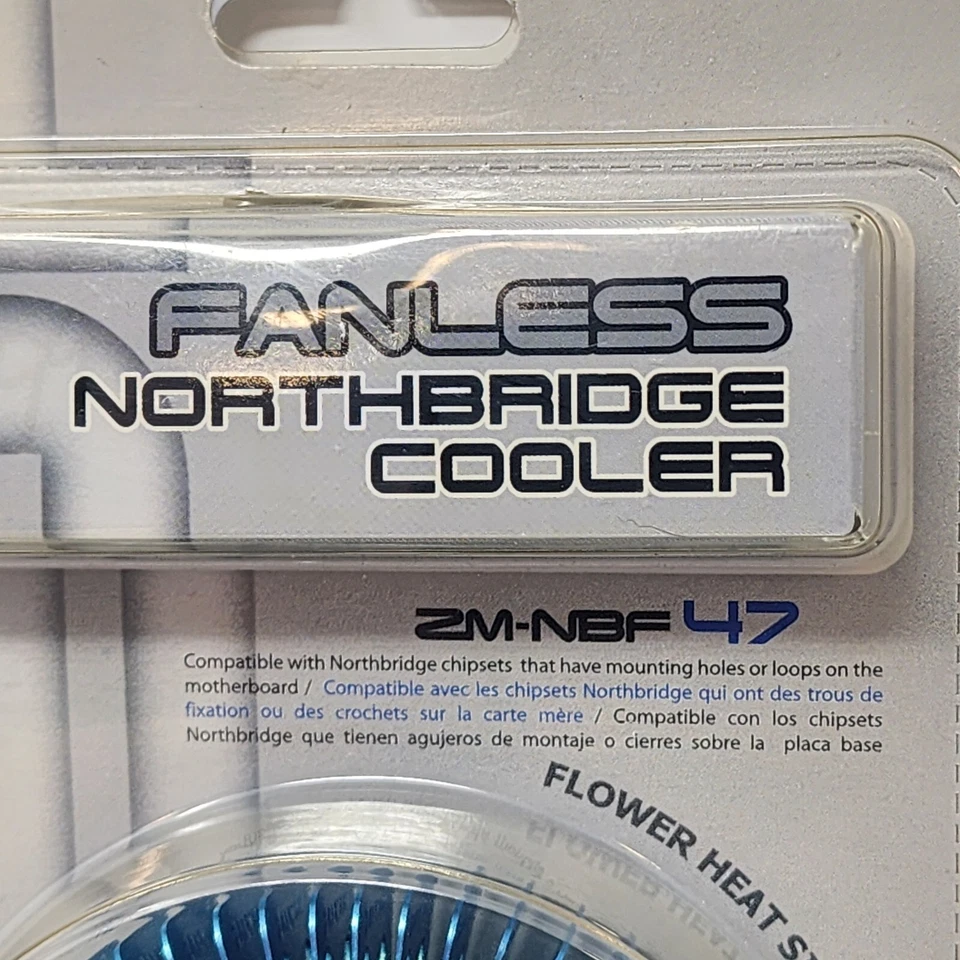 FANLESS
NORTHBRIDGE
COOLER
ZM-NBF 47
Compatible with Northbridge chipsets that have mounting holes or loops on the
motherboard / Compatible avec les chipsets Northbridge qui ont des trous de
fixation ou des crochets sur la carte mère / Compatible con los chipsets
Northbridge que tienen agujeros de montaje o cierres sobre la placa base
FLOWER HEAT